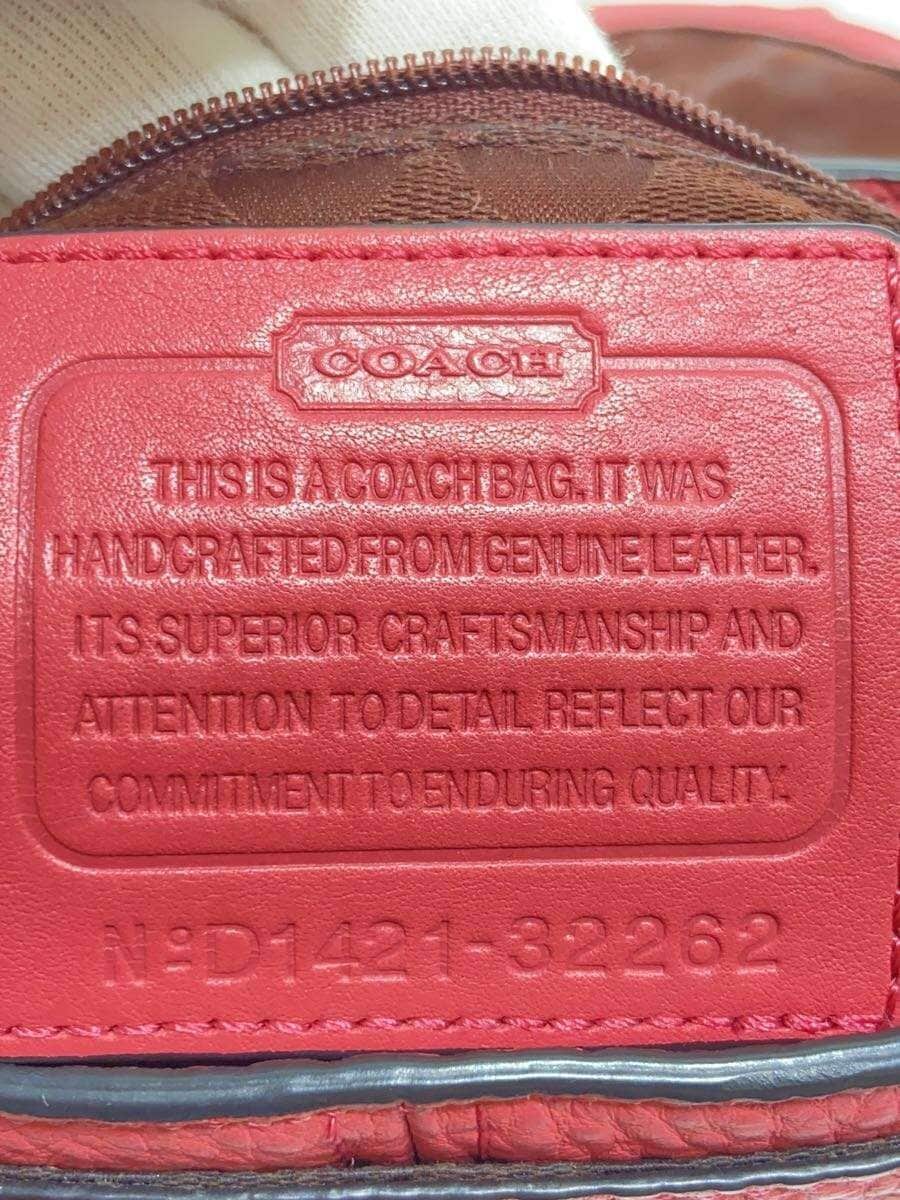 COACH
THIS IS A COACH BAG. IT WAS
HANDCRAFTED FROM GENUINE LEATHER.
ITS SUPERIOR CRAFTSMANSHIP AND
ATTENTION TO DETAIL REFLECT OUR
COMMITMENT TO ENDURING QUALITY.
Nº D1421-32262